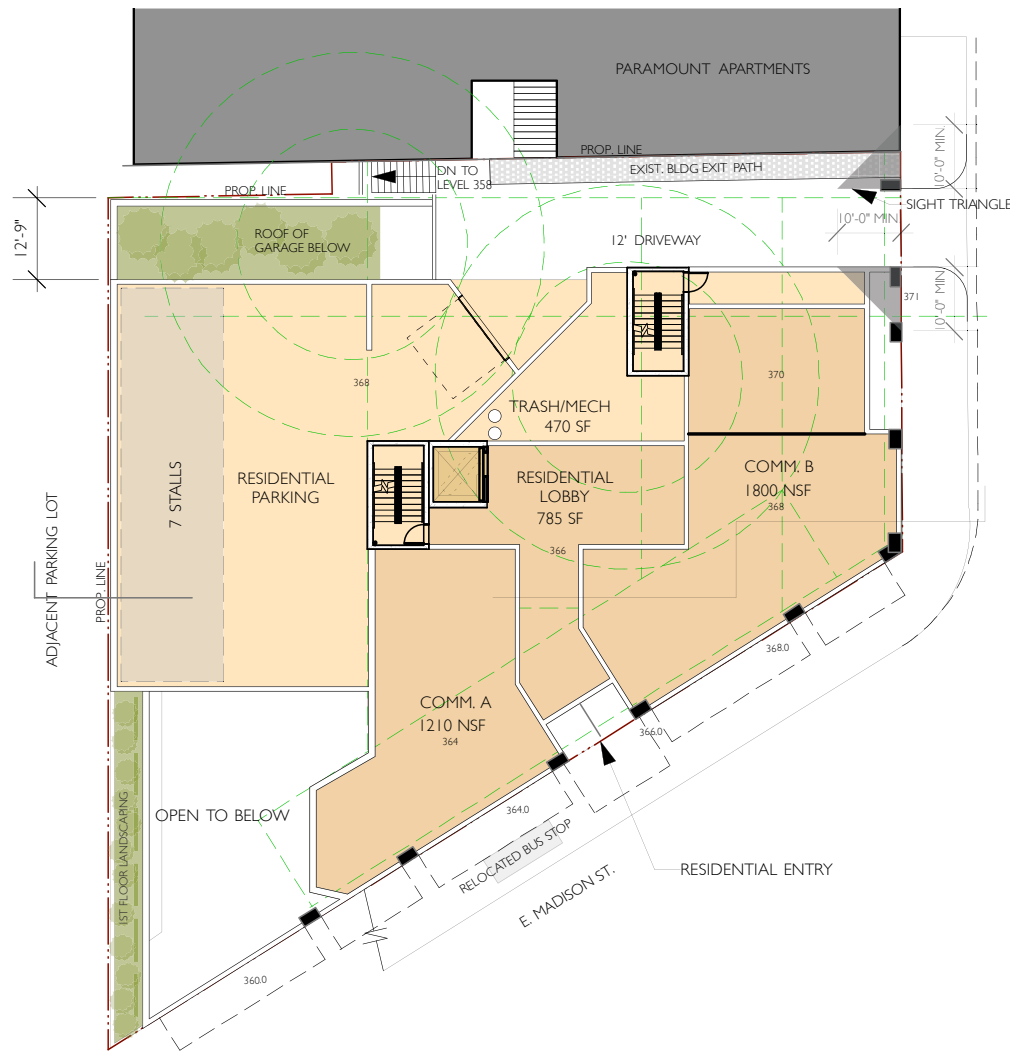 PARAMOUNT APARTMENTS
PROP. LINE
EXIST. BLDG EXIT PATH
DN TO
LEVEL 358
PROP. LINE
10'-0" MIN.
SIGHT TRIANGLE
10'-0" MIN.
12'-9"
ROOF OF
GARAGE BELOW
12' DRIVEWAY
371
10'-0" MIN.
368
370
TRASH/MECH
470 SF
COMM. B
1800 NSF
368
7 STALLS
RESIDENTIAL
PARKING
RESIDENTIAL
LOBBY
785 SF
366
ADJACENT PARKING LOT
PROP. LINE
368.0
COMM. A
1210 NSF
364
366.0
OPEN TO BELOW
1ST FLOOR LANDSCAPING
364.0
RELOCATED BUS STOP
RESIDENTIAL ENTRY
E. MADISON ST.
360.0